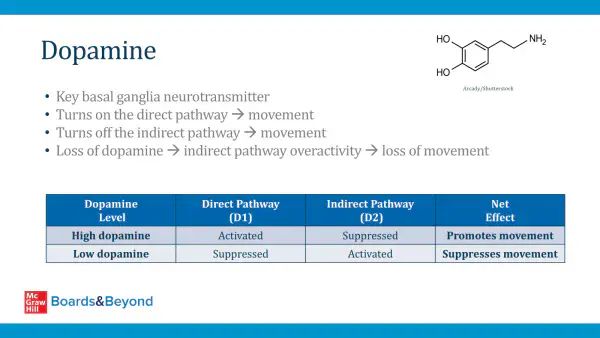 Dopamine
HO
NH2
HO
Arcady/Shutterstock
• Key basal ganglia neurotransmitter
• Turns on the direct pathway → movement
• Turns off the indirect pathway → movement
• Loss of dopamine → indirect pathway overactivity → loss of movement
Dopamine Level | Direct Pathway (D1) | Indirect Pathway (D2) | Net Effect
High dopamine | Activated | Suppressed | Promotes movement
Low dopamine | Suppressed | Activated | Suppresses movement
Mc
Graw
Hill
Boards&Beyond